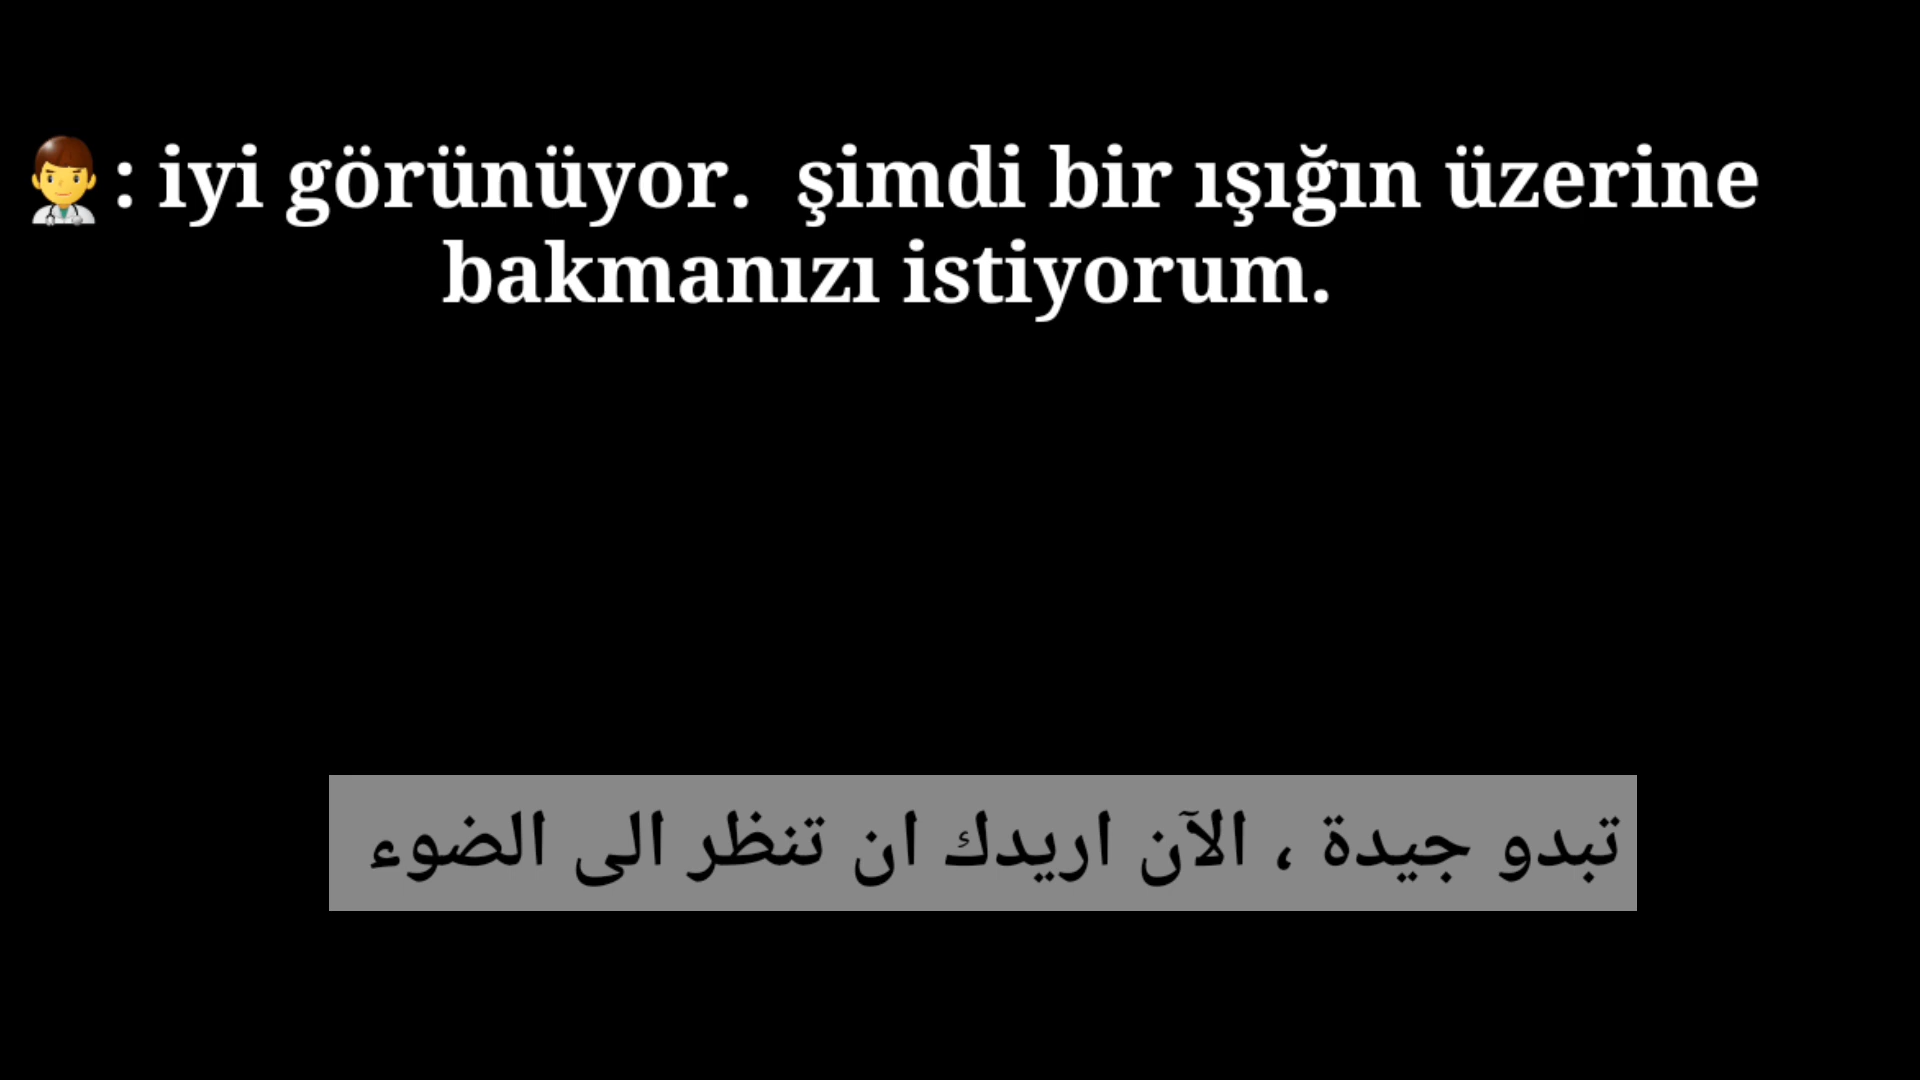 👨‍⚕️: iyi görünüyor.  şimdi bir ışığın üzerine
bakmanızı istiyorum.
تبدو جيدة ، الآن اريدك ان تنظر الى الضوء